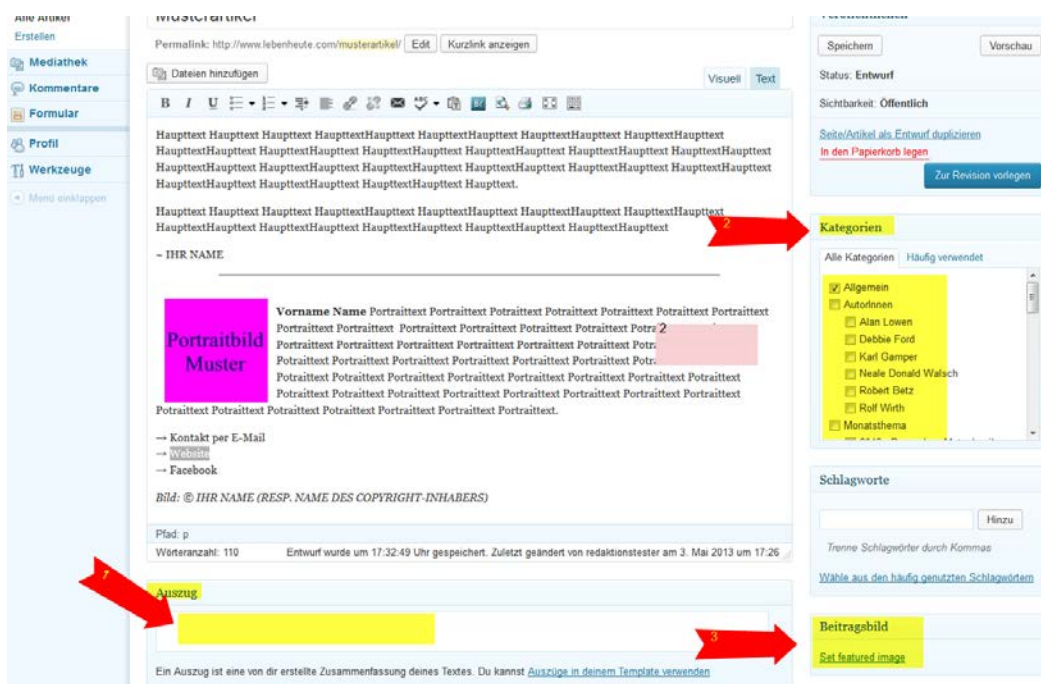 Alle Artikel
Erstellen
Mediathek
Kommentare
Formular
Profil
Werkzeuge
Menü einklappen
Musterartikel
Permalink: http://www.lebenheute.com/musterartikel/ Edit Kurzlink anzeigen
Dateien hinzufügen
Visuell Text
B I U
Haupttext Haupttext Haupttext HaupttextHaupttext HaupttextHaupttext HaupttextHaupttext HaupttextHaupttext
HaupttextHaupttext HaupttextHaupttext HaupttextHaupttext HaupttextHaupttext Haupttext HaupttextHaupttext
HaupttextHaupttext HaupttextHaupttext HaupttextHaupttext HaupttextHaupttext HaupttextHaupttext HaupttextHaupttext
HaupttextHaupttext HaupttextHaupttext HaupttextHaupttext Haupttext.
Haupttext Haupttext Haupttext HaupttextHaupttext HaupttextHaupttext HaupttextHaupttext HaupttextHaupttext
HaupttextHaupttext HaupttextHaupttext HaupttextHaupttext HaupttextHaupttext HaupttextHaupttext
~ IHR NAME
Portraitbild
Muster
Vorname Name Portraittext Portraittext Potraittext Potraittext Portraittext Potraittext Portraittext Portraittext
Portraittext Portraittext Portraittext Potraittext Portraittext Potraittext Portraittext Potra
2
Portraittext Portraittext Potraittext Potraittext Portraittext Potraittext Portraittext Potra
Potraittext Portraittext Potraittext Portraittext Portraittext Portraittext Potraittext Potra
Potraittext Potraittext Portraittext Potraittext Portraittext Portraittext Portraittext Potraittext
Potraittext Potraittext Potraittext Portraittext Potraittext Portraittext Portraittext Portraittext
Potraittext Potraittext Potraittext Potraittext Portraittext Portraittext Portraittext.
→ Kontakt per E-Mail
→ Website
→ Facebook
Bild: © IHR NAME (RESP. NAME DES COPYRIGHT-INHABERS)
Pfad: p
Wörteranzahl: 110 Entwurf wurde um 17:32:49 Uhr gespeichert. Zuletzt geändert von redaktionstester am 3. Mai 2013 um 17:26
1
Auszug
Ein Auszug ist eine von dir erstellte Zusammenfassung deines Textes. Du kannst Auszüge in deinem Template verwenden
Veröffentlichen
Speichern Vorschau
Status: Entwurf
Sichtbarkeit: Öffentlich
Seite/Artikel als Entwurf duplizieren
In den Papierkorb legen
Zur Revision vorlegen
2
Kategorien
Alle Kategorien Häufig verwendet
Allgemein
AutorInnen
Alan Lowen
Debbie Ford
Karl Gamper
Neale Donald Walsch
Robert Betz
Rolf Wirth
Monatsthema
Schlagworte
Hinzu
Trenne Schlagwörter durch Kommas
Wähle aus den häufig genutzten Schlagwörtern
3
Beitragsbild
Set featured image